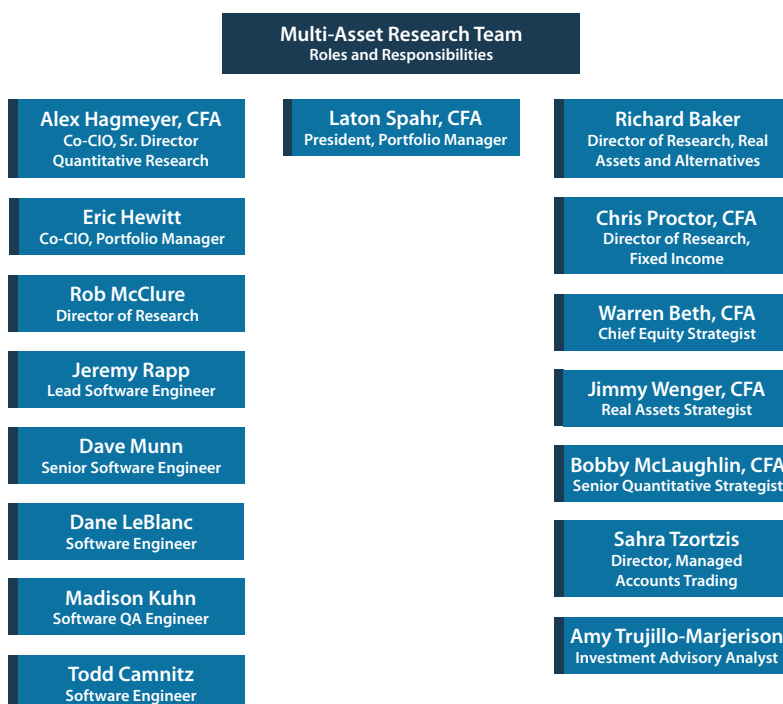 Multi-Asset Research Team
Roles and Responsibilities
Alex Hagmeyer, CFA
Co-CIO, Sr. Director
Quantitative Research
Eric Hewitt
Co-CIO, Portfolio Manager
Rob McClure
Director of Research
Jeremy Rapp
Lead Software Engineer
Dave Munn
Senior Software Engineer
Dane LeBlanc
Software Engineer
Madison Kuhn
Software QA Engineer
Todd Camnitz
Software Engineer
Laton Spahr, CFA
President, Portfolio Manager
Richard Baker
Director of Research, Real
Assets and Alternatives
Chris Proctor, CFA
Director of Research,
Fixed Income
Warren Beth, CFA
Chief Equity Strategist
Jimmy Wenger, CFA
Real Assets Strategist
Bobby McLaughlin, CFA
Senior Quantitative Strategist
Sahra Tzortzis
Director, Managed
Accounts Trading
Amy Trujillo-Marjerison
Investment Advisory Analyst